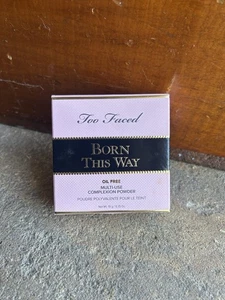 Too Faced
BORN
THIS WAY
OIL FREE
MULTI-USE
COMPLEXION POWDER
POUDRE POLYVALENTE POUR LE TEINT